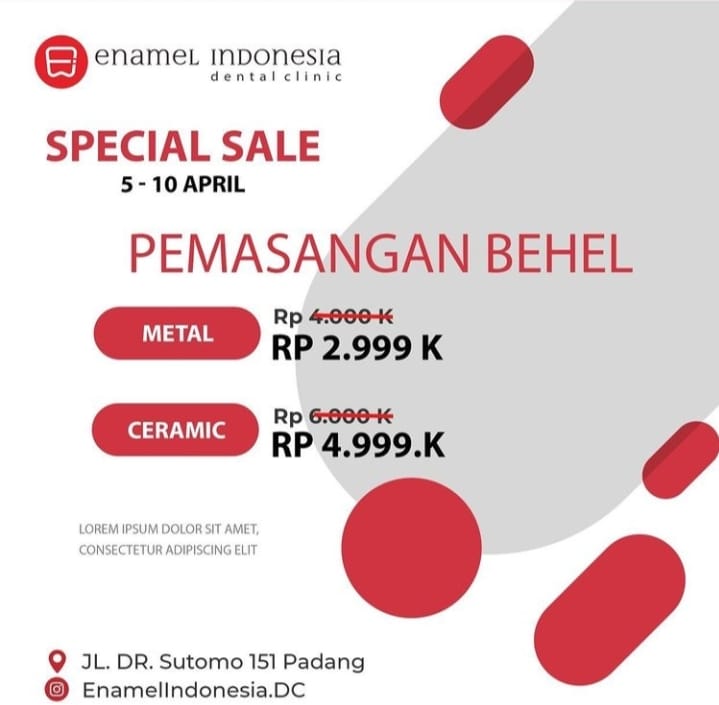 enamel indonesia
dental clinic
SPECIAL SALE
5 - 10 APRIL
PEMASANGAN BEHEL
METAL
Rp 4.000 K
RP 2.999 K
CERAMIC
Rp 6.000 K
RP 4.999.K
LOREM IPSUM DOLOR SIT AMET,
CONSECTETUR ADIPISCING ELIT
JL. DR. Sutomo 151 Padang
EnamelIndonesia.DC